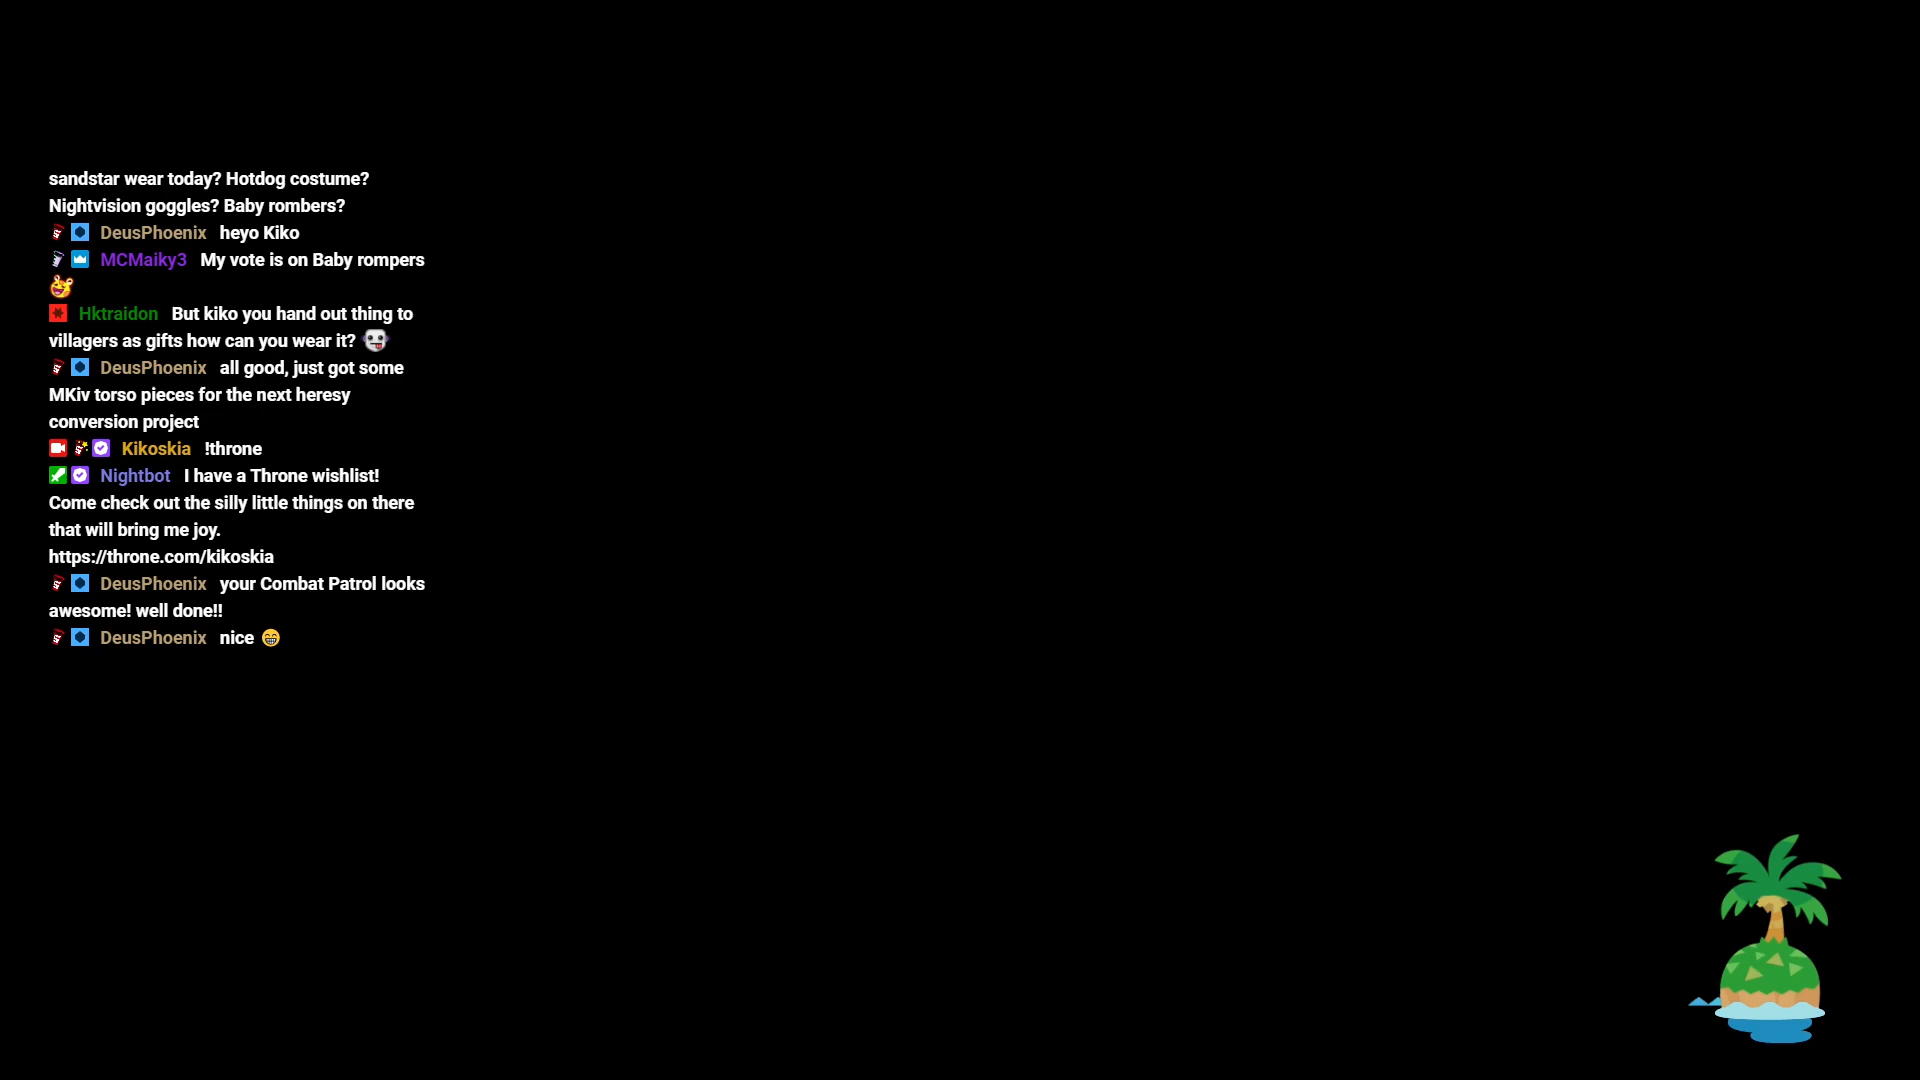 sandstar wear today? Hotdog costume?
Nightvision goggles? Baby rombers?
DeusPhoenix heyo Kiko
MCMaiky3 My vote is on Baby rompers
Hktraidon But kiko you hand out thing to
villagers as gifts how can you wear it?
DeusPhoenix all good, just got some
MKiv torso pieces for the next heresy
conversion project
Kikoskia !throne
Nightbot I have a Throne wishlist!
Come check out the silly little things on there
that will bring me joy.
https://throne.com/kikoskia
DeusPhoenix your Combat Patrol looks
awesome! well done!!
DeusPhoenix nice